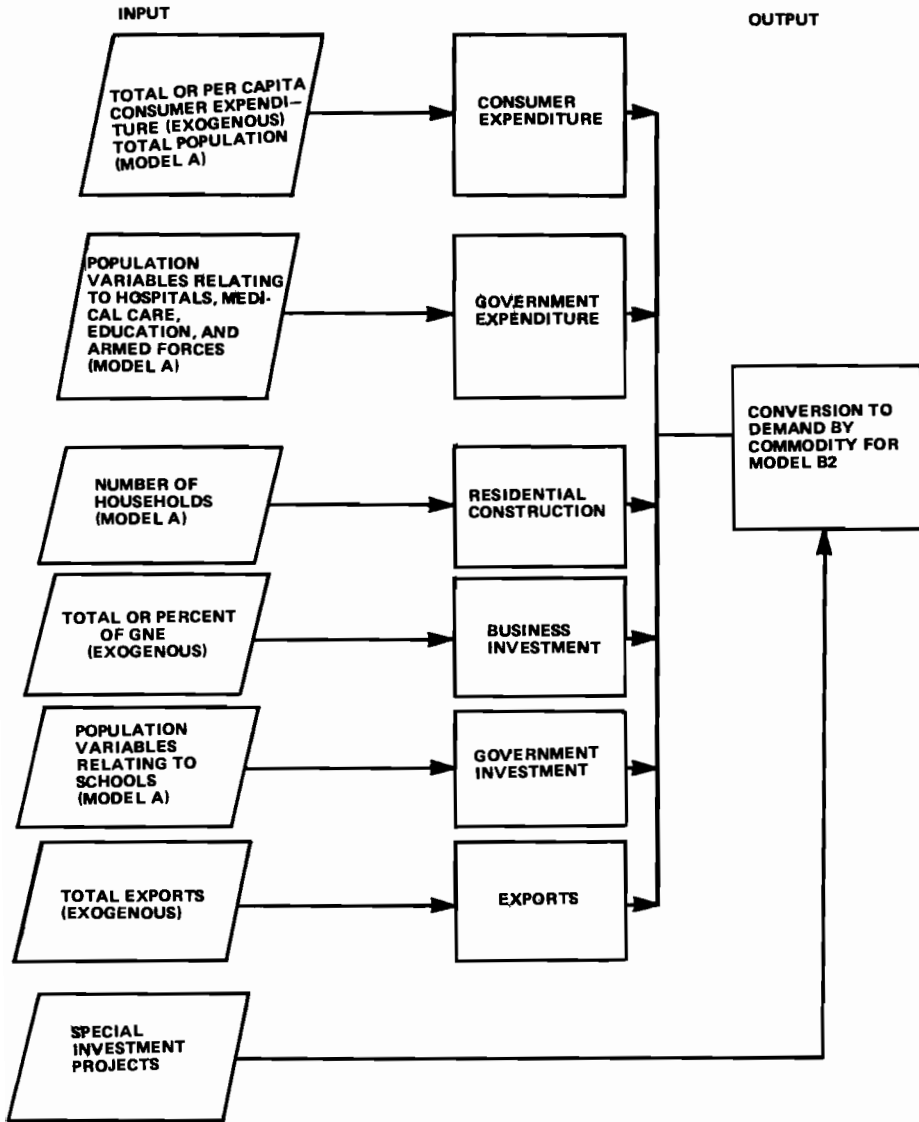 INPUT
OUTPUT
TOTAL OR PER CAPITA
CONSUMER EXPENDI–
TURE (EXOGENOUS)
TOTAL POPULATION
(MODEL A)
CONSUMER
EXPENDITURE
POPULATION
VARIABLES RELATING
TO HOSPITALS, MEDI-
CAL CARE,
EDUCATION, AND
ARMED FORCES
(MODEL A)
GOVERNMENT
EXPENDITURE
CONVERSION TO
DEMAND BY
COMMODITY FOR
MODEL B2
NUMBER OF
HOUSEHOLDS
(MODEL A)
RESIDENTIAL
CONSTRUCTION
TOTAL OR PERCENT
OF GNE
(EXOGENOUS)
BUSINESS
INVESTMENT
POPULATION
VARIABLES
RELATING TO
SCHOOLS
(MODEL A)
GOVERNMENT
INVESTMENT
TOTAL EXPORTS
(EXOGENOUS)
EXPORTS
SPECIAL
INVESTMENT
PROJECTS